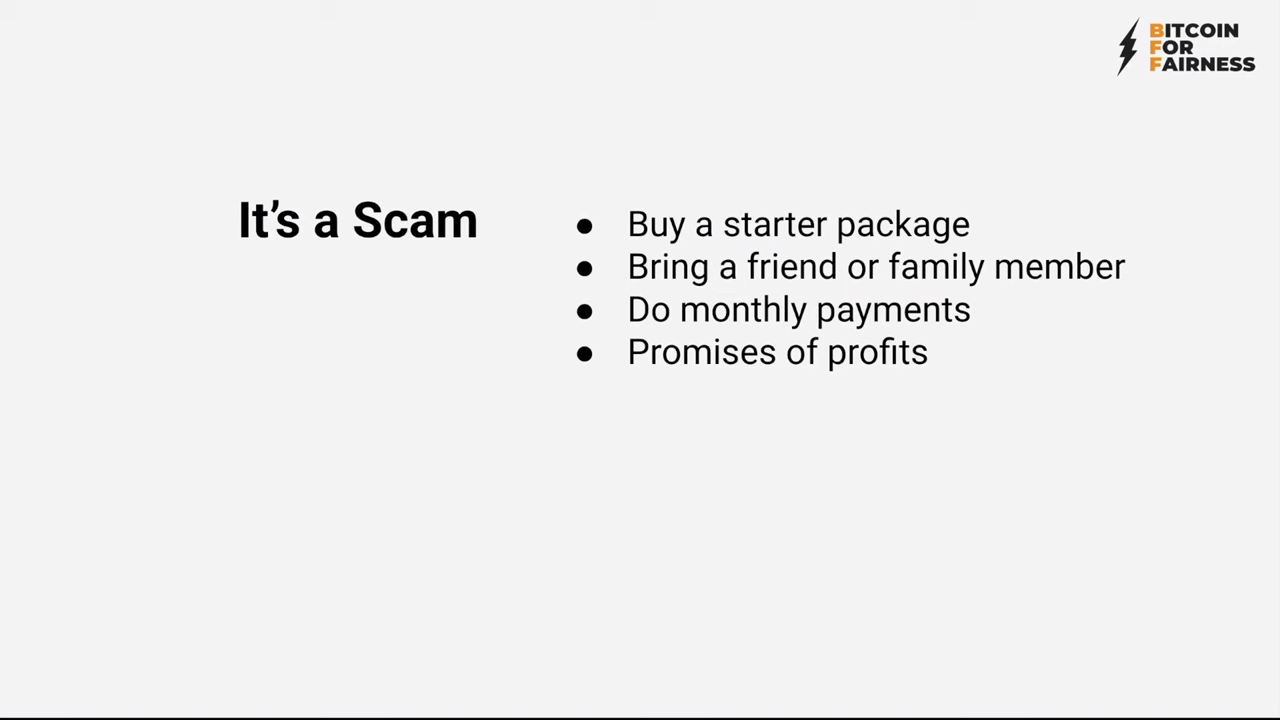 BITCOIN
FOR
FAIRNESS
It’s a Scam
● Buy a starter package
● Bring a friend or family member
● Do monthly payments
● Promises of profits